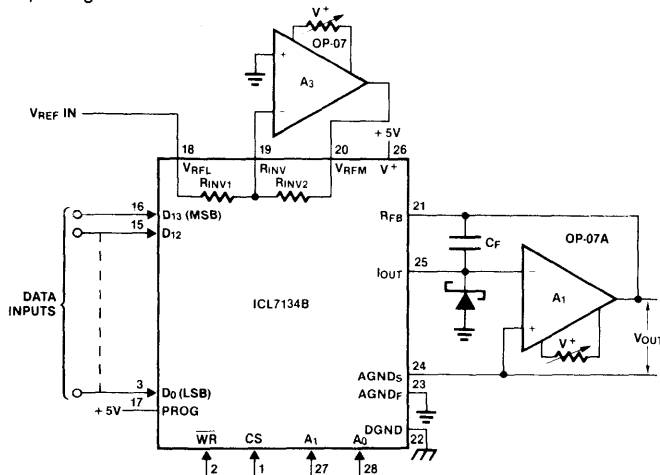 V+
OP-07
+
A3
−
VREF IN
+5V
18 19 20 26
VRFL RINV VRFM V+
RINV1 RINV2
16 D13 (MSB)
15 D12
DATA
INPUTS
3 D0 (LSB)
+5V 17 PROG
ICL7134B
RFB 21
CF
OP-07A
IOUT 25
−
A1
+
V+
VOUT
AGNDS 24
AGNDF 23
DGND 22
WR CS A1 A0
2 1 27 28